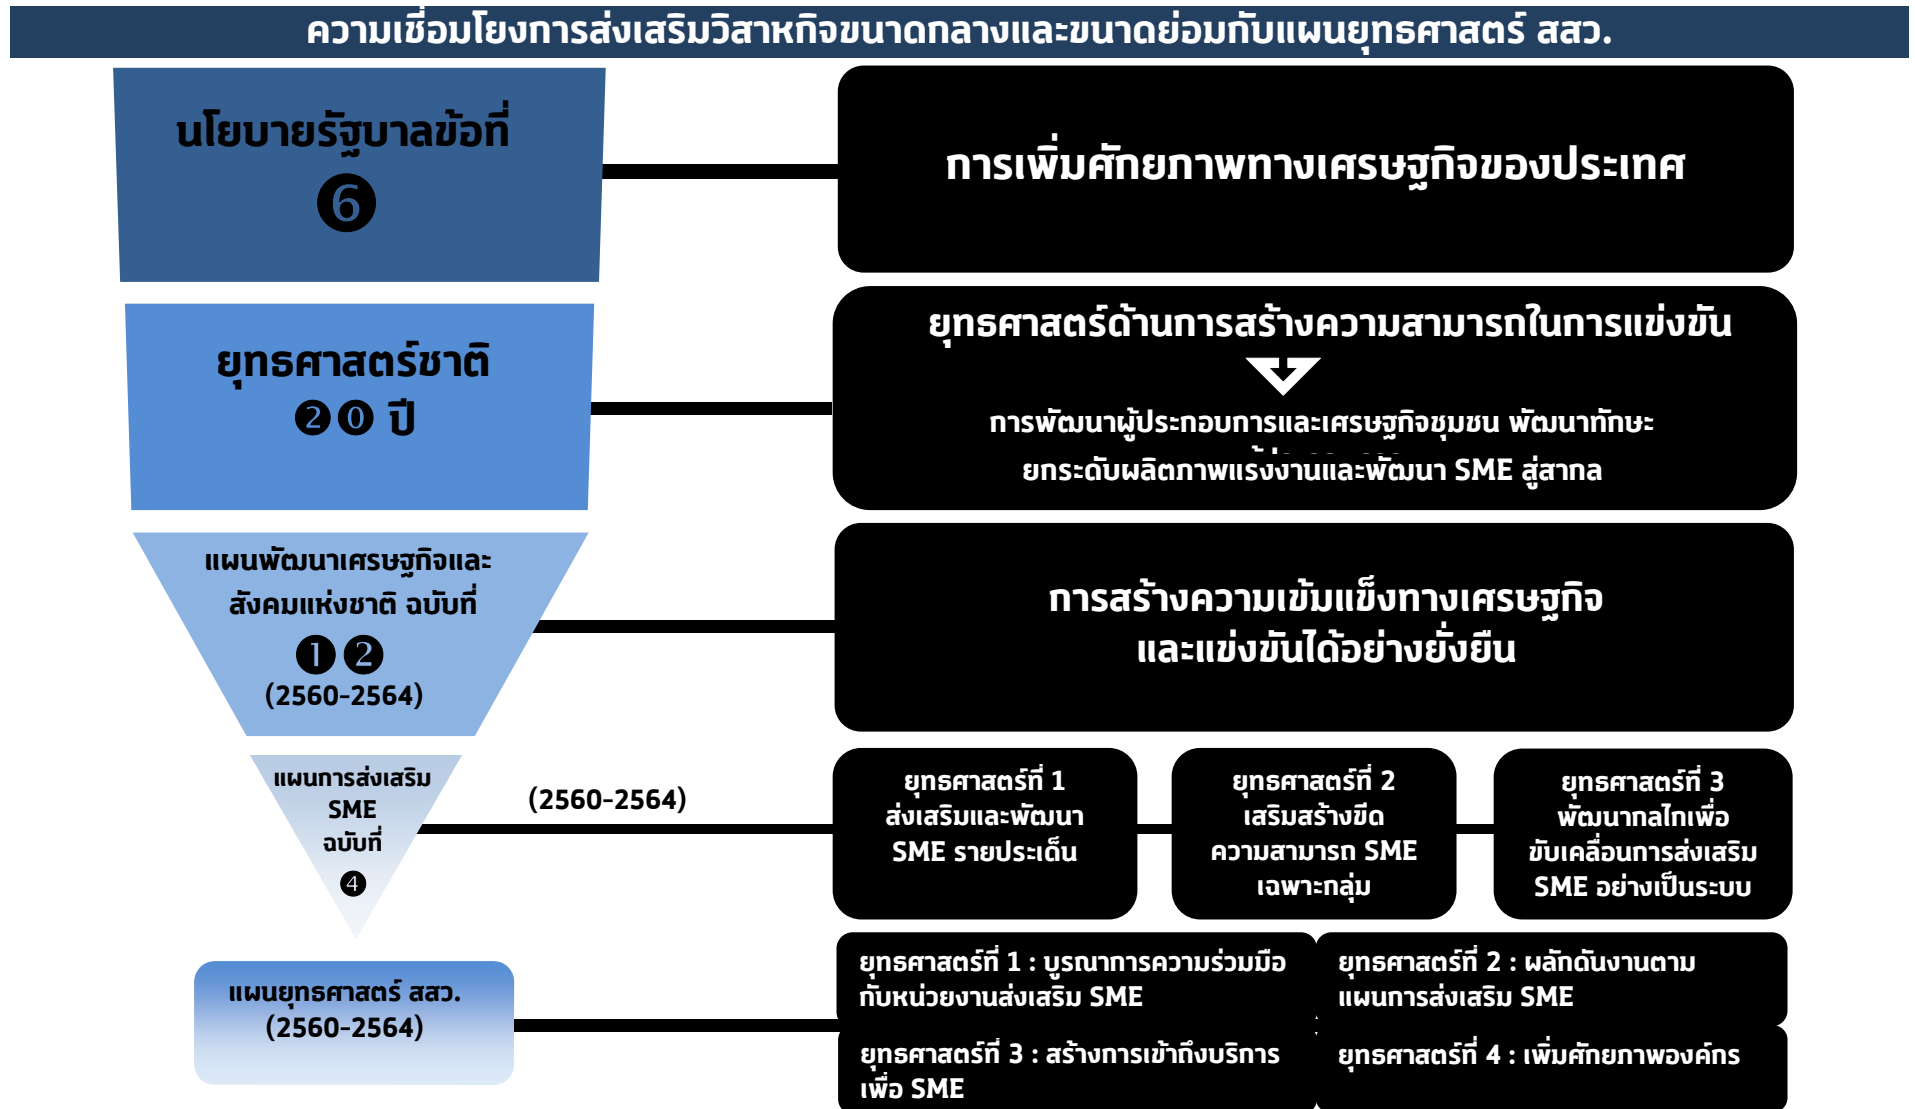 ความเชื่อมโยงการส่งเสริมวิสาหกิจขนาดกลางและขนาดย่อมกับแผนยุทธศาสตร์ สสว.
นโยบายรัฐบาลข้อที่
❻
การเพิ่มศักยภาพทางเศรษฐกิจของประเทศ
ยุทธศาสตร์ชาติ
❷⓿ ปี
ยุทธศาสตร์ด้านการสร้างความสามารถในการแข่งขัน
การพัฒนาผู้ประกอบการและเศรษฐกิจชุมชน พัฒนาทักษะ
ยกระดับผลิตภาพแรงงานและพัฒนา SME สู่สากล
แผนพัฒนาเศรษฐกิจและ
สังคมแห่งชาติ ฉบับที่
❶❷
(2560-2564)
การสร้างความเข้มแข็งทางเศรษฐกิจ
และแข่งขันได้อย่างยั่งยืน
แผนการส่งเสริม
SME
ฉบับที่
❹
(2560-2564)
ยุทธศาสตร์ที่ 1
ส่งเสริมและพัฒนา
SME รายประเด็น
ยุทธศาสตร์ที่ 2
เสริมสร้างขีด
ความสามารถ SME
เฉพาะกลุ่ม
ยุทธศาสตร์ที่ 3
พัฒนากลไกเพื่อ
ขับเคลื่อนการส่งเสริม
SME อย่างเป็นระบบ
แผนยุทธศาสตร์ สสว.
(2560-2564)
ยุทธศาสตร์ที่ 1 : บูรณาการความร่วมมือ
กับหน่วยงานส่งเสริม SME
ยุทธศาสตร์ที่ 2 : ผลักดันงานตาม
แผนการส่งเสริม SME
ยุทธศาสตร์ที่ 3 : สร้างการเข้าถึงบริการ
เพื่อ SME
ยุทธศาสตร์ที่ 4 : เพิ่มศักยภาพองค์กร